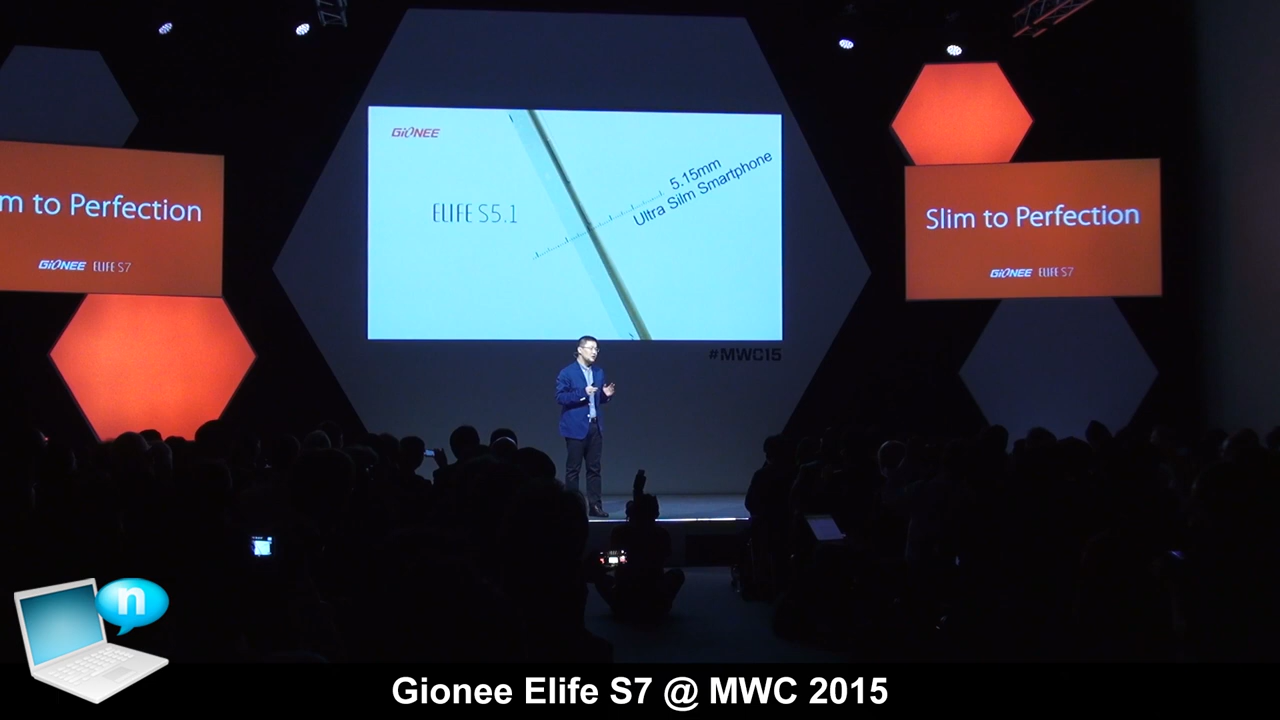 GiONEE
5.15mm
Ultra Silm Smartphone
ELIFE S5.1
m to Perfection
GiONEE ELIFE S7
Slim to Perfection
GiONEE ELIFE S7
#MWC15
n
Gionee Elife S7 @ MWC 2015